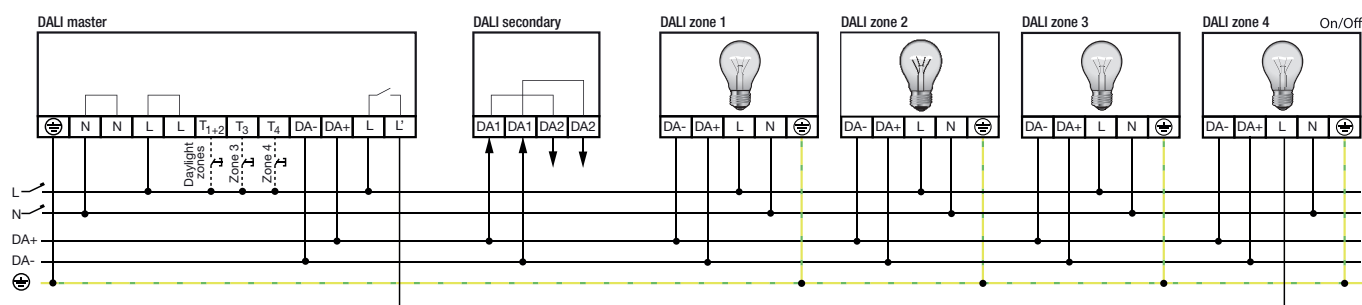 DALI master
DALI secondary
DALI zone 1
DALI zone 2
DALI zone 3
DALI zone 4
On/Off
N N L L T1+2 T3 T4 DA- DA+ L L'
DA1 DA1 DA2 DA2
DA- DA+ L N
DA- DA+ L N
DA- DA+ L N
DA- DA+ L N
Daylight
zones
Zone 3
Zone 4
L
N
DA+
DA-